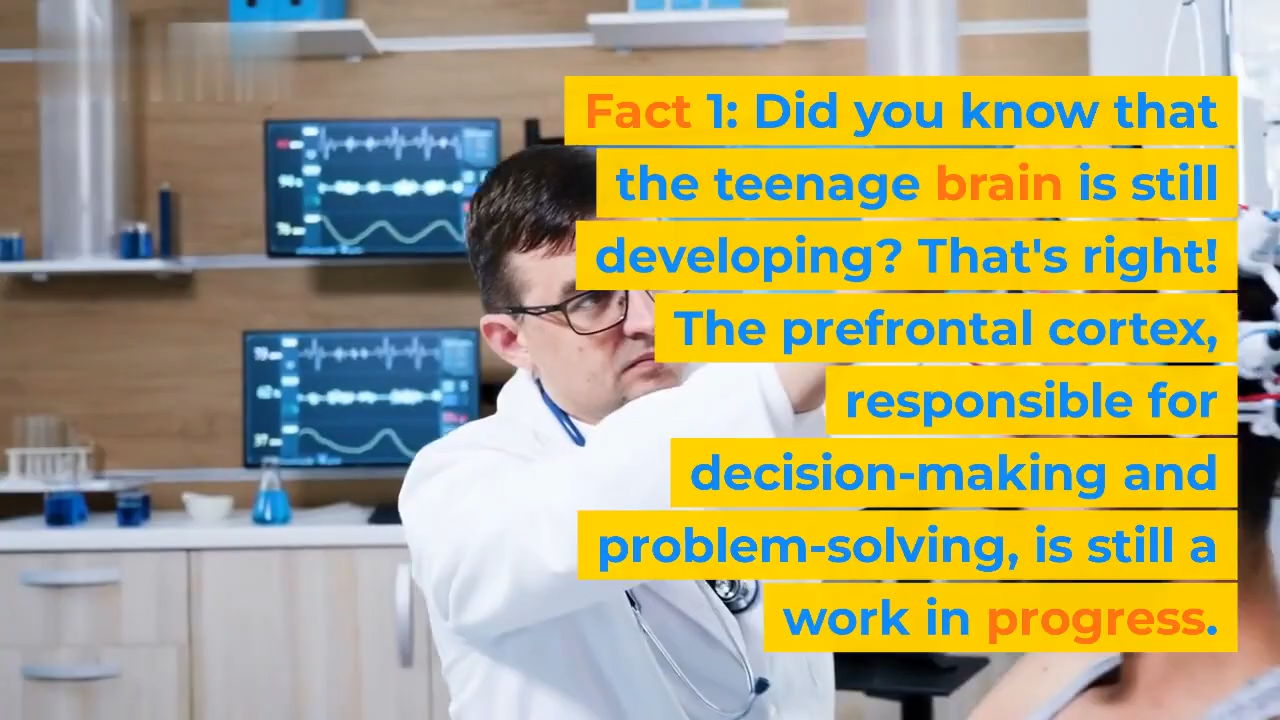 Fact 1: Did you know that
the teenage brain is still
developing? That's right!
The prefrontal cortex,
responsible for
decision-making and
problem-solving, is still a
work in progress.